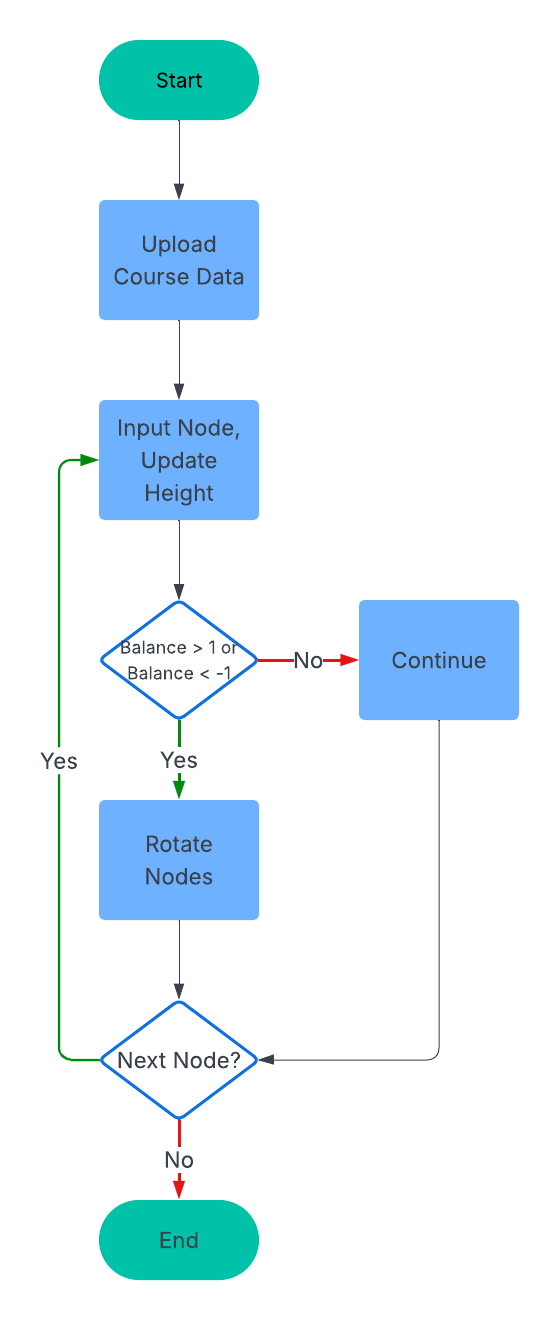 Start
Upload
Course Data
Input Node,
Update
Height
Balance > 1 or
Balance < -1
No
Continue
Yes
Yes
Rotate
Nodes
Next Node?
No
End